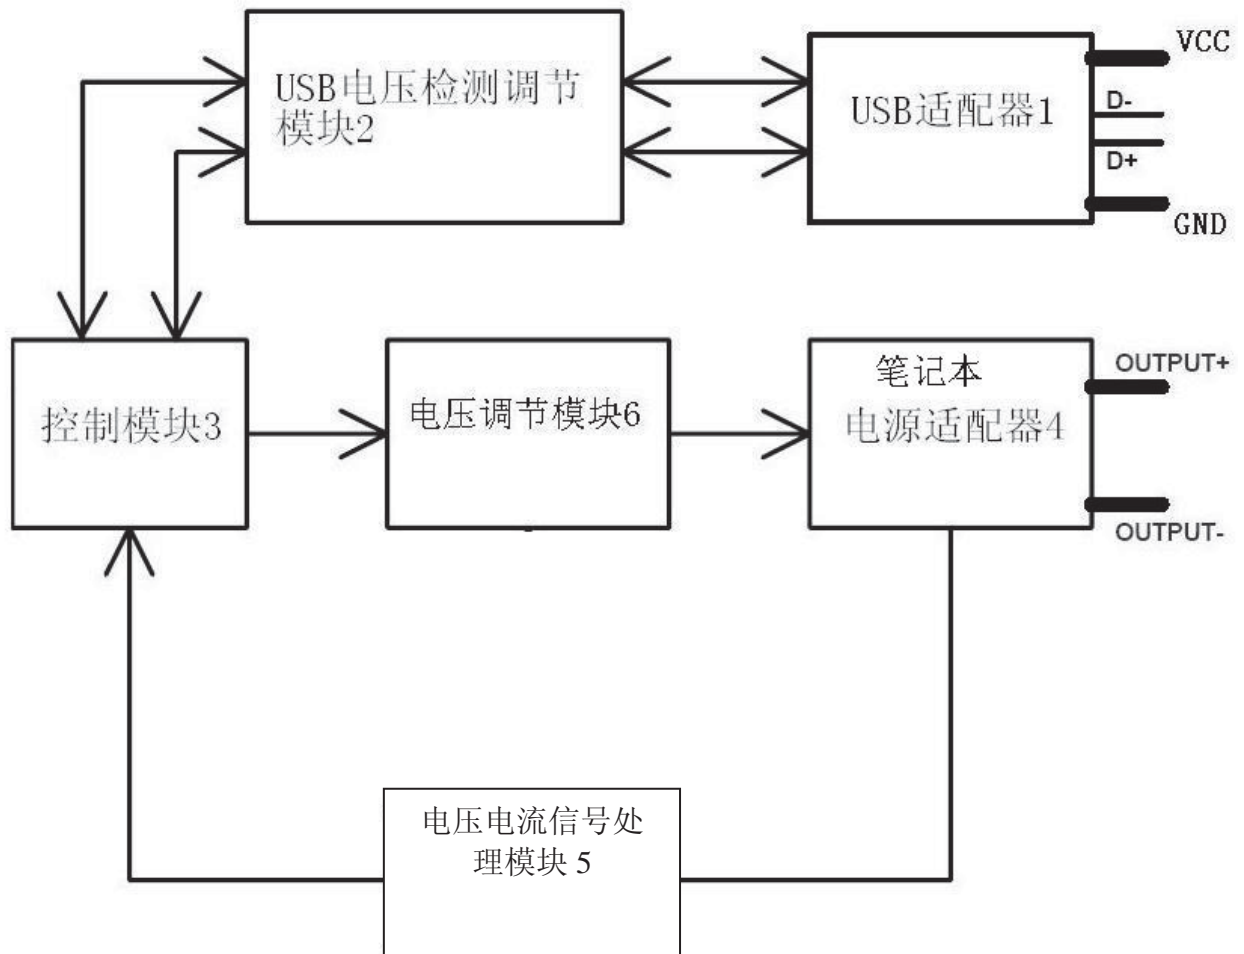 USB电压检测调节
模块2
USB适配器1
VCC
D-
D+
GND
控制模块3
电压调节模块6
笔记本
电源适配器4
OUTPUT+
OUTPUT-
电压电流信号处
理模块 5